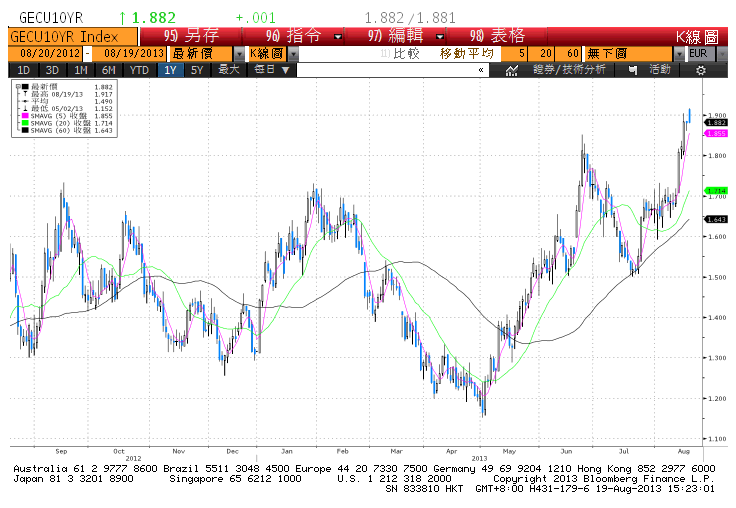 GECU10YR ↑ 1.882 +.001 1.882 /1.881
GECU10YR Index 95) 另存 96) 指令 97) 編輯 98) 表格 K線圖
08/20/2012 - 08/19/2013 最新價 K線圖 比較 移動平均 5 20 60 無下圖 EUR
1D 3D 1M 6M YTD 1Y 5Y 最大 每日 ▼ « 證券/技術分析 活動
最新價 1.882
最高 08/19/13 1.917
平均 1.490
最低 05/02/13 1.152
SMAVG (5) 收盤 1.855
SMAVG (20) 收盤 1.714
SMAVG (60) 收盤 1.643
1.900
1.882
1.855
1.800
1.714
1.700
1.643
1.600
1.500
1.400
1.300
1.200
1.100
Sep Oct Nov Dec Jan Feb Mar Apr May Jun Jul Aug
2012 2013
Australia 61 2 9777 8600 Brazil 5511 3048 4500 Europe 44 20 7330 7500 Germany 49 69 9204 1210 Hong Kong 852 2977 6000
Japan 81 3 3201 8900 Singapore 65 6212 1000 U.S. 1 212 318 2000 Copyright 2013 Bloomberg Finance L.P.
SN 833810 HKT GMT+8:00 H431-179-6 19-Aug-2013 15:23:01